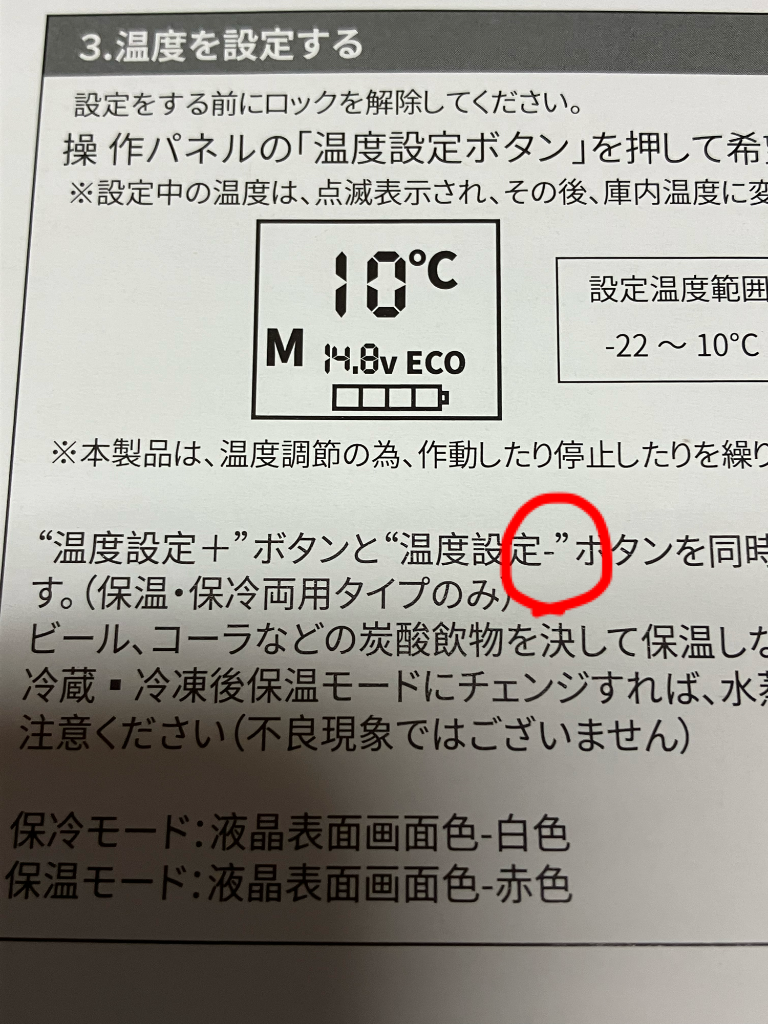 3.温度を設定する
設定をする前にロックを解除してください。
操 作パネルの「温度設定ボタン」を押して希
※設定中の温度は、点滅表示され、その後、庫内温度に変
10℃
M 14.8v ECO
設定温度範囲
-22 ～ 10℃
※本製品は、温度調節の為、作動したり停止したりを繰り
“温度設定＋”ボタンと“温度設定-”ボタンを同時
す。（保温・保冷両用タイプのみ）
ビール、コーラなどの炭酸飲物を決して保温しな
冷蔵▪冷凍後保温モードにチェンジすれば、水蒸
注意ください（不良現象ではございません）
保冷モード：液晶表面画面色-白色
保温モード：液晶表面画面色-赤色